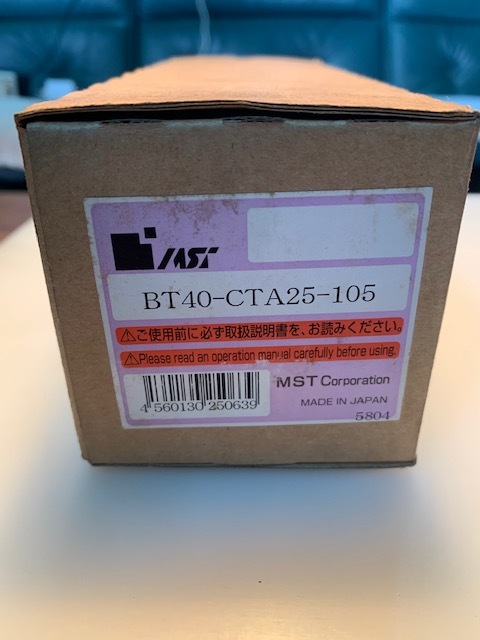 MST
BT40-CTA25-105
⚠ご使用前に必ず取扱説明書を、お読みください。
⚠Please read an operation manual carefully before using.
4 560130 250639
MST Corporation
MADE IN JAPAN
5804